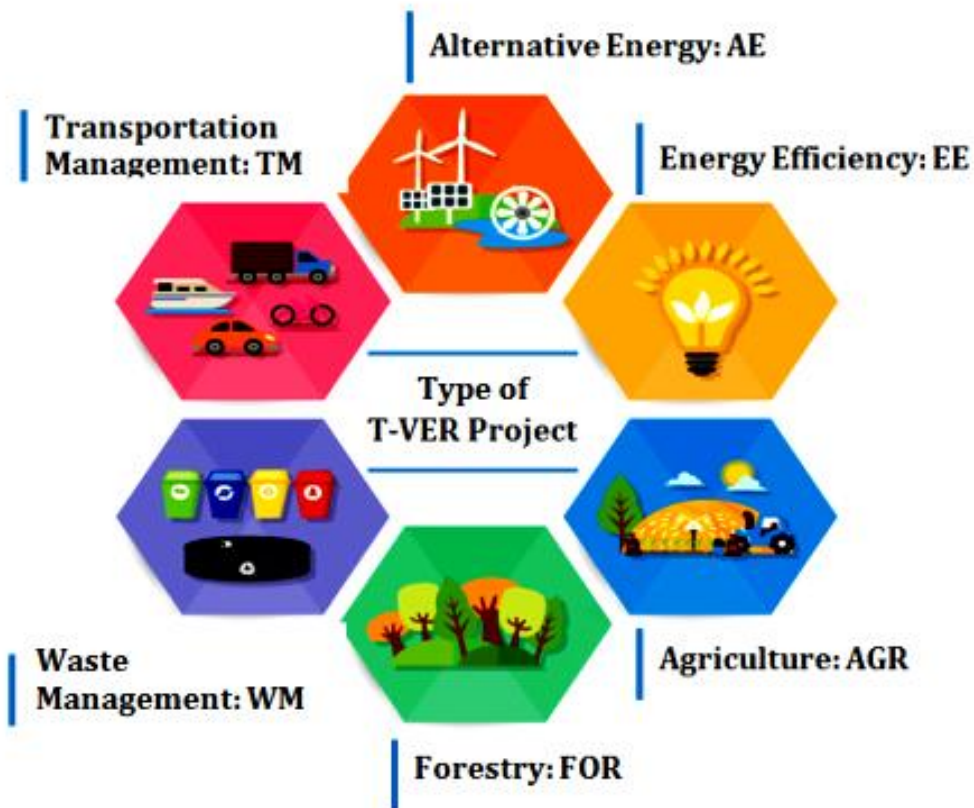 Alternative Energy: AE
Transportation
Management: TM
Energy Efficiency: EE
Type of
T-VER Project
Waste
Management: WM
Agriculture: AGR
Forestry: FOR